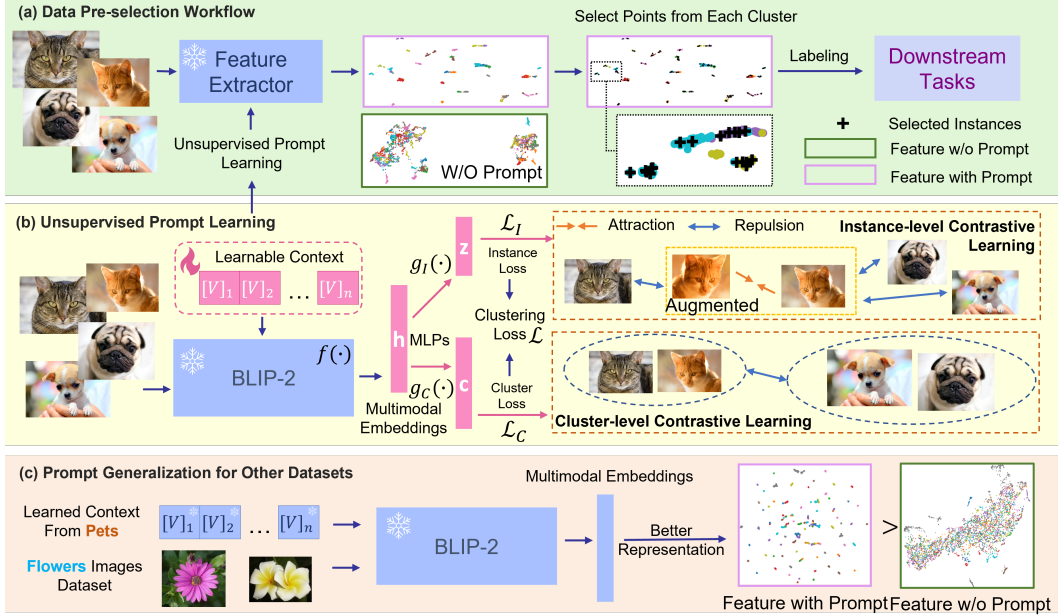 (a) Data Pre-selection Workflow
Select Points from Each Cluster
Feature
Extractor
Labeling
Downstream
Tasks
Unsupervised Prompt
Learning
W/O Prompt
Selected Instances
Feature w/o Prompt
Feature with Prompt
(b) Unsupervised Prompt Learning
Learnable Context
[V]₁ [V]₂ ... [V]ₙ
BLIP-2
f(·)
h
MLPs
g_I(·)
g_C(·)
z
c
Multimodal
Embeddings
ℒ_I
Instance
Loss
Clustering
Loss ℒ
Cluster
Loss
ℒ_C
Attraction
Repulsion
Instance-level Contrastive
Learning
Augmented
Cluster-level Contrastive Learning
(c) Prompt Generalization for Other Datasets
Learned Context
From Pets
[V]₁ [V]₂ ... [V]ₙ
Flowers Images
Dataset
BLIP-2
Multimodal Embeddings
Better
Representation
>
Feature with Prompt
Feature w/o Prompt